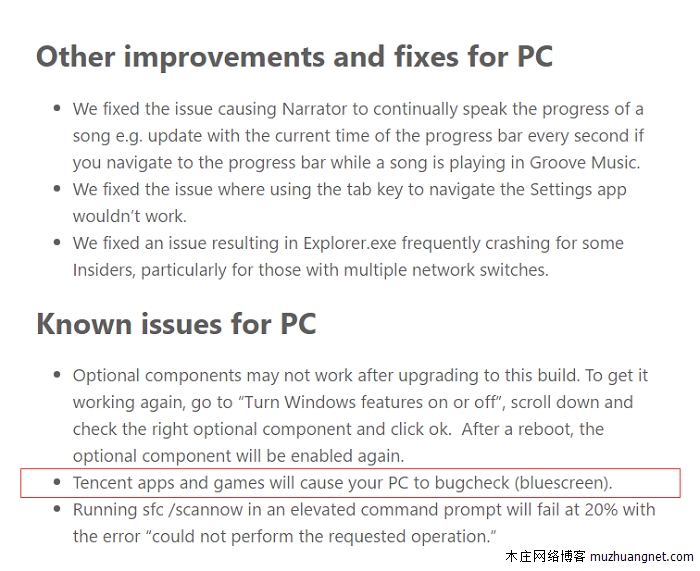 Other improvements and fixes for PC
We fixed the issue causing Narrator to continually speak the progress of a
song e.g. update with the current time of the progress bar every second if
you navigate to the progress bar while a song is playing in Groove Music.
We fixed the issue where using the tab key to navigate the Settings app
wouldn’t work.
We fixed an issue resulting in Explorer.exe frequently crashing for some
Insiders, particularly for those with multiple network switches.
Known issues for PC
Optional components may not work after upgrading to this build. To get it
working again, go to “Turn Windows features on or off”, scroll down and
check the right optional component and click ok.  After a reboot, the
optional component will be enabled again.
Tencent apps and games will cause your PC to bugcheck (bluescreen).
Running sfc /scannow in an elevated command prompt will fail at 20% with
the error “could not perform the requested operation.”
木庄网络博客 muzhuangnet.com